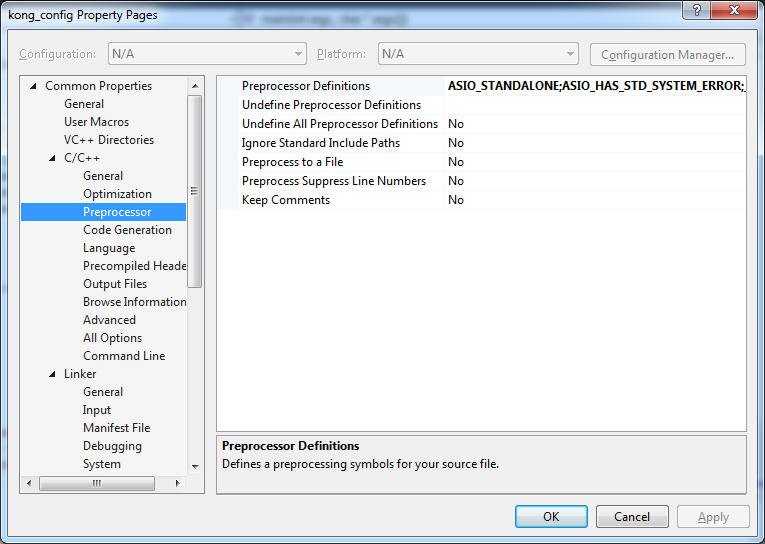 kong_config Property Pages
Configuration: N/A Platform: N/A Configuration Manager...
Common Properties
General
User Macros
VC++ Directories
C/C++
General
Optimization
Preprocessor
Code Generation
Language
Precompiled Heade
Output Files
Browse Information
Advanced
All Options
Command Line
Linker
General
Input
Manifest File
Debugging
System
Preprocessor Definitions ASIO_STANDALONE;ASIO_HAS_STD_SYSTEM_ERROR;_
Undefine Preprocessor Definitions
Undefine All Preprocessor Definitions No
Ignore Standard Include Paths No
Preprocess to a File No
Preprocess Suppress Line Numbers No
Keep Comments No
Preprocessor Definitions
Defines a preprocessing symbols for your source file.
OK Cancel Apply